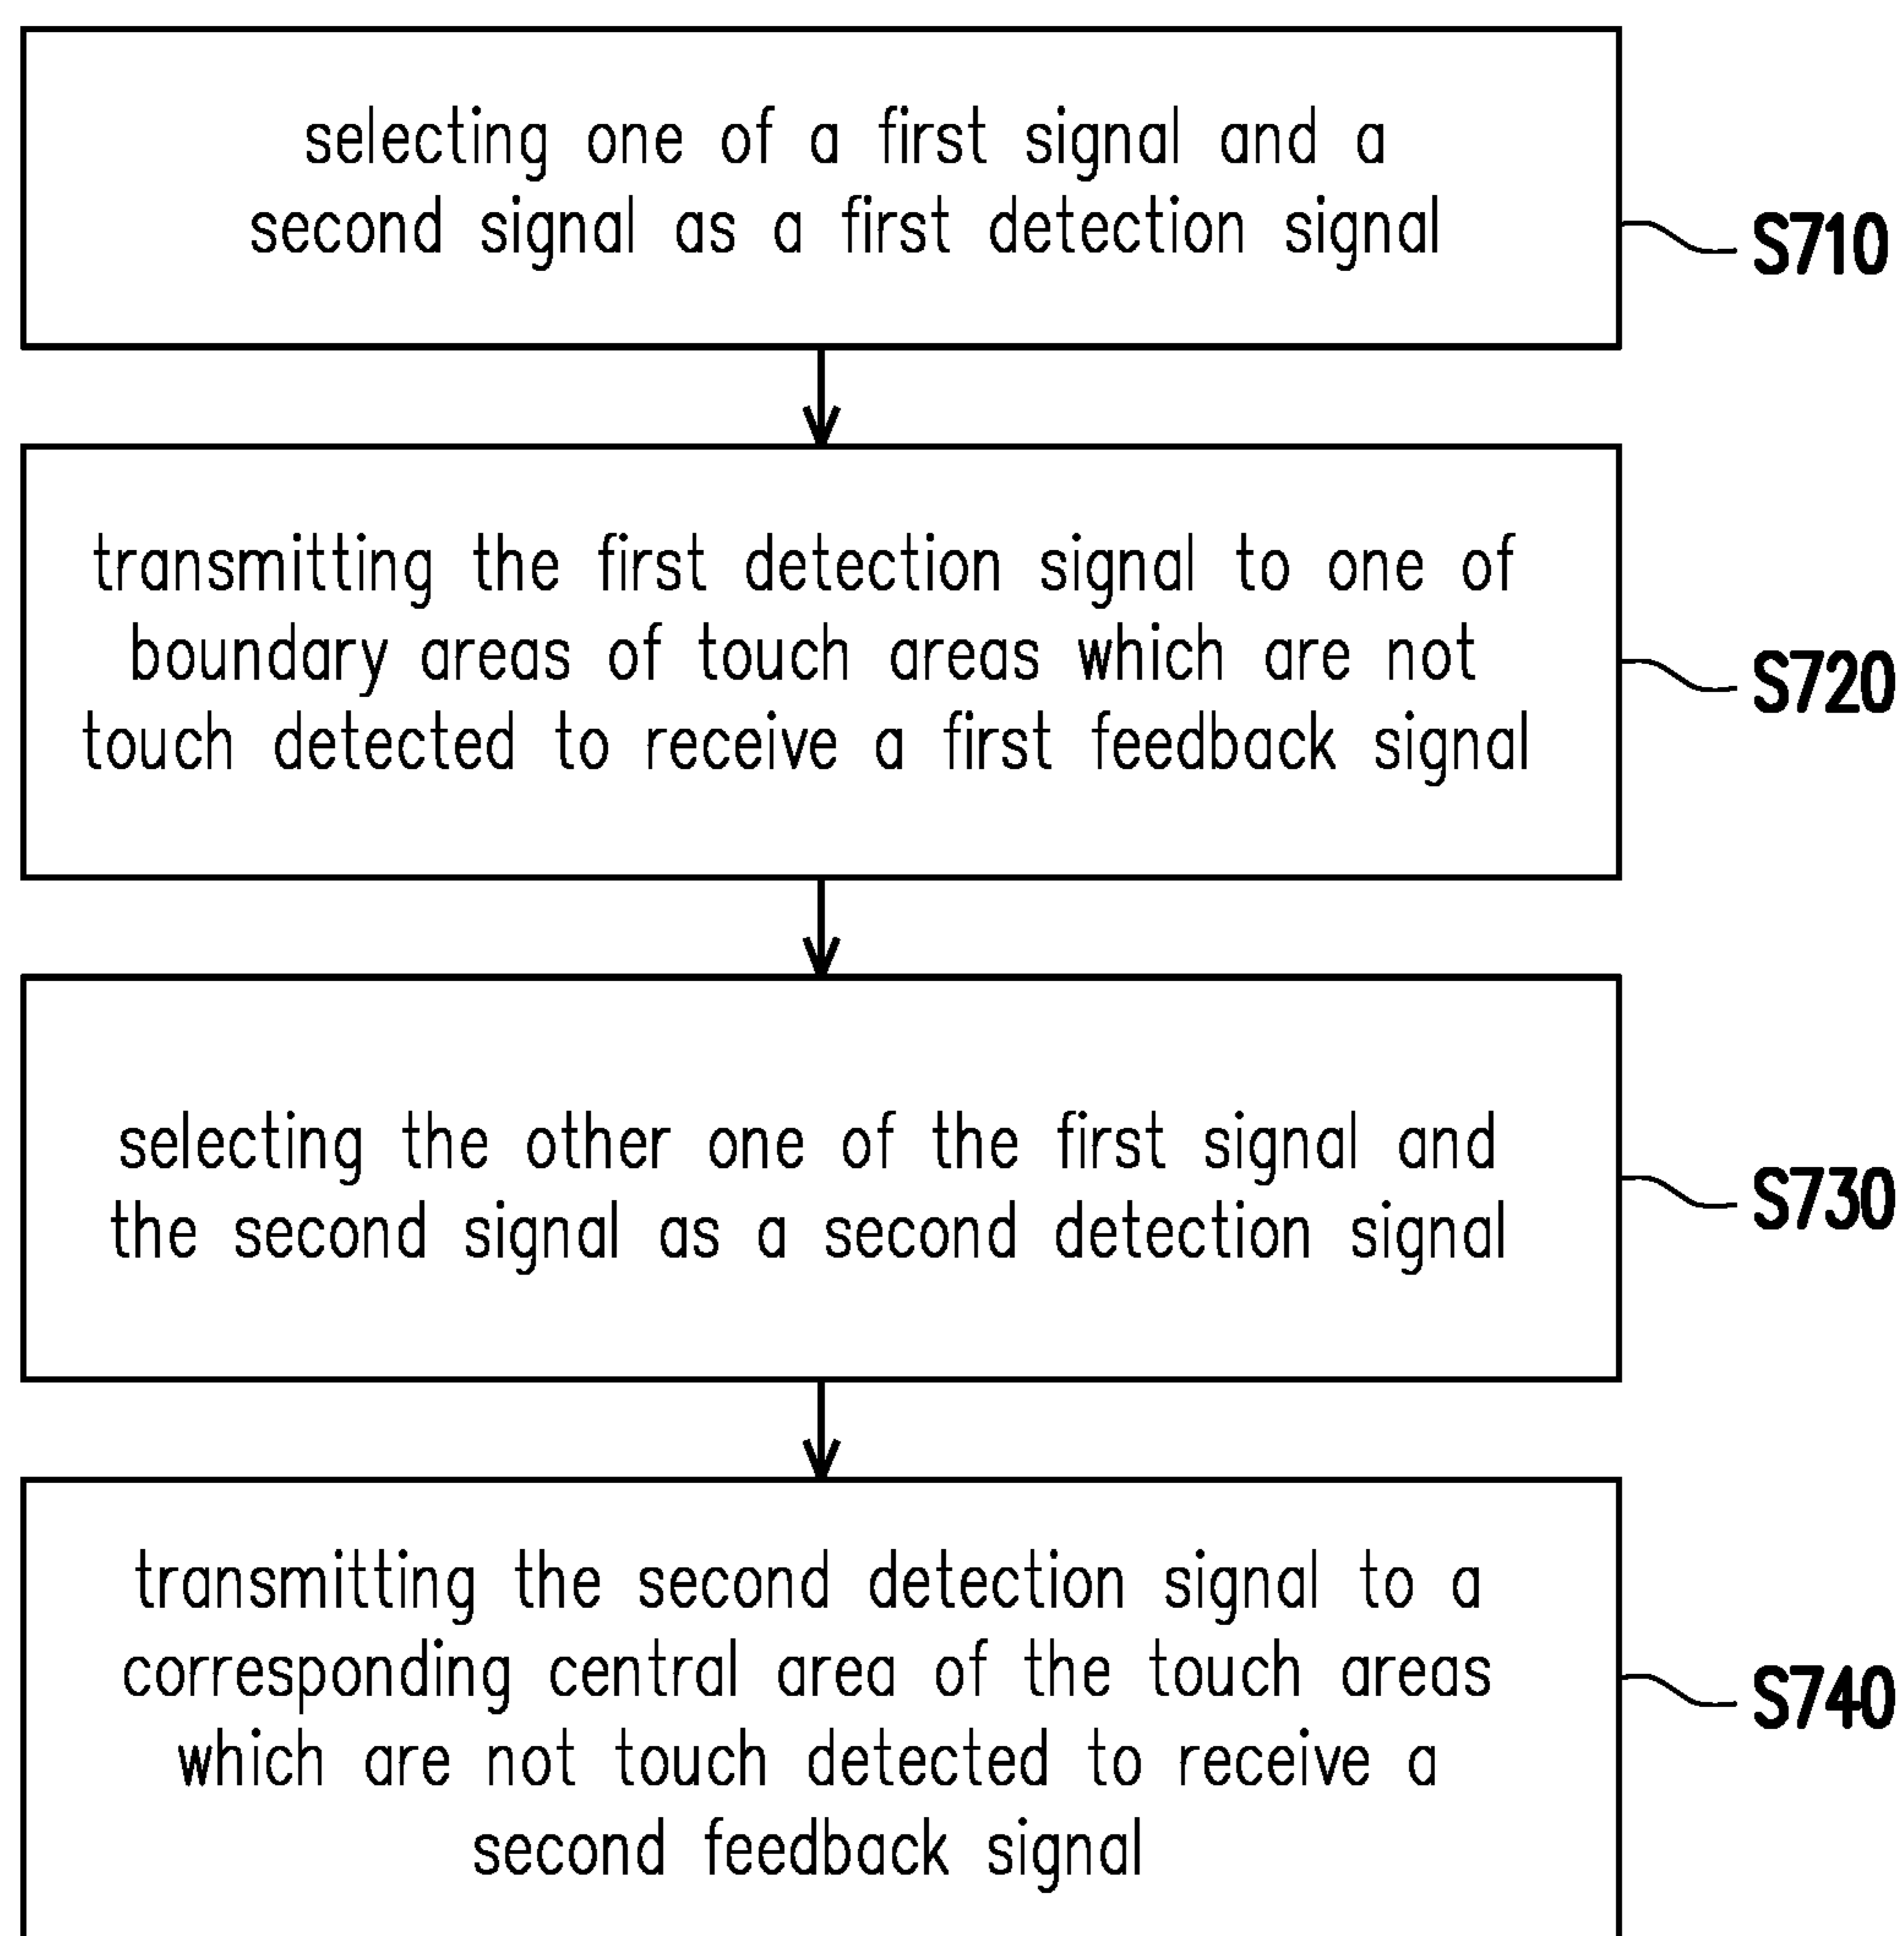 selecting one of a first signal and a
second signal as a first detection signal
S710
transmitting the first detection signal to one of
boundary areas of touch areas which are not
touch detected to receive a first feedback signal
S720
selecting the other one of the first signal and
the second signal as a second detection signal
S730
transmitting the second detection signal to a
corresponding central area of the touch areas
which are not touch detected to receive a
second feedback signal
S740